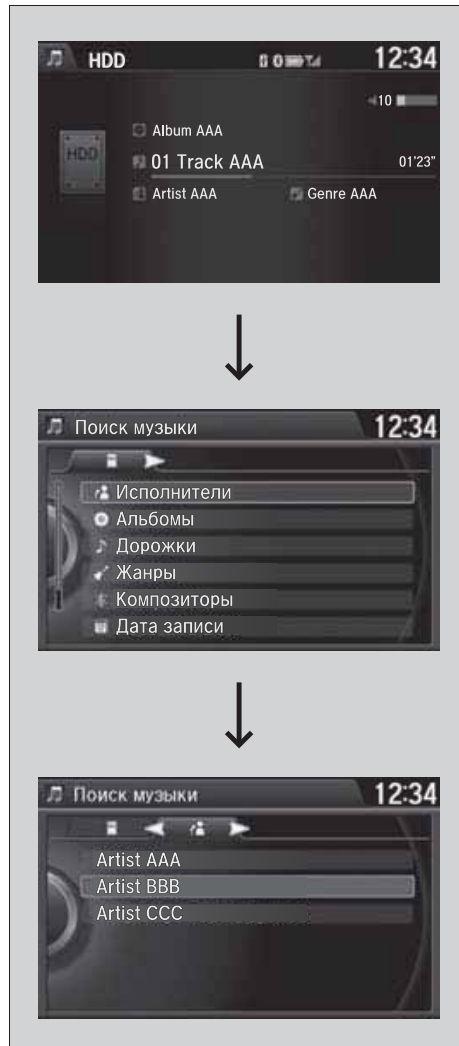 HDD 12:34
10
Album AAA
HDD
01 Track AAA 01'23"
Artist AAA Genre AAA
Поиск музыки 12:34
Исполнители
Альбомы
Дорожки
Жанры
Композиторы
Дата записи
Поиск музыки 12:34
Artist AAA
Artist BBB
Artist CCC